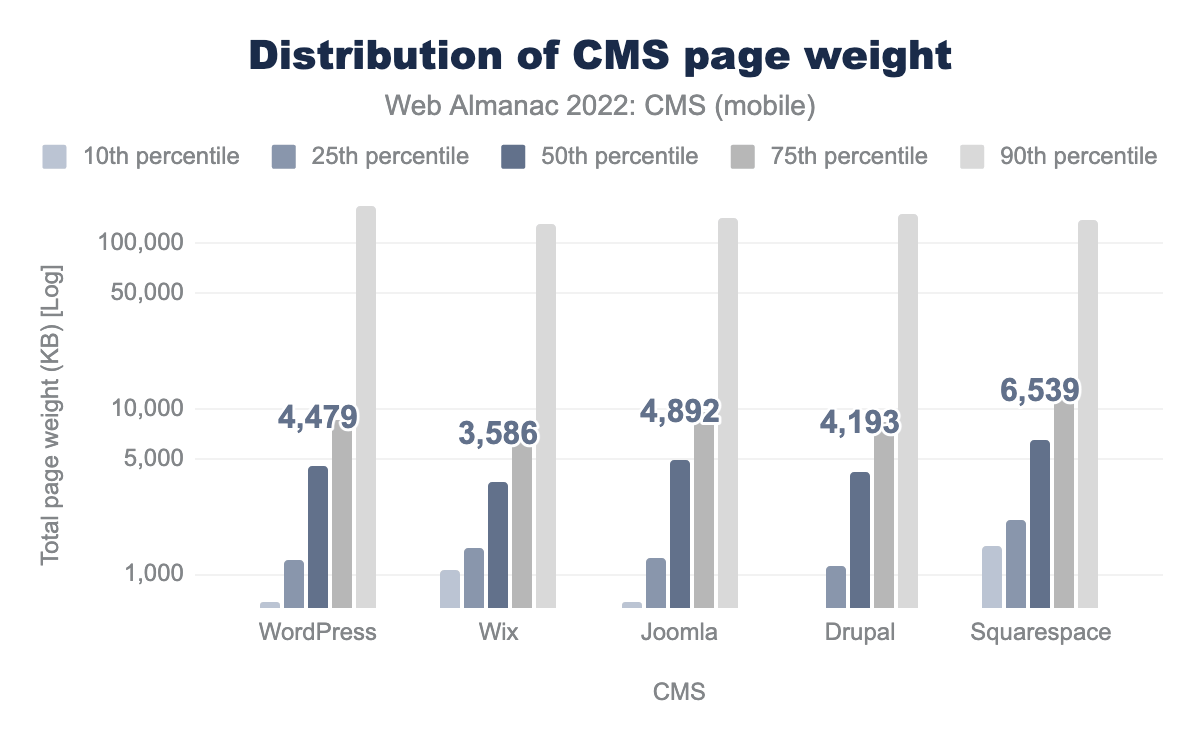 Distribution of CMS page weight
Web Almanac 2022: CMS (mobile)
10th percentile 25th percentile 50th percentile 75th percentile 90th percentile
Total page weight (KB) [Log]
100,000
50,000
10,000
5,000
1,000
4,479 3,586 4,892 4,193 6,539
WordPress Wix Joomla Drupal Squarespace
CMS